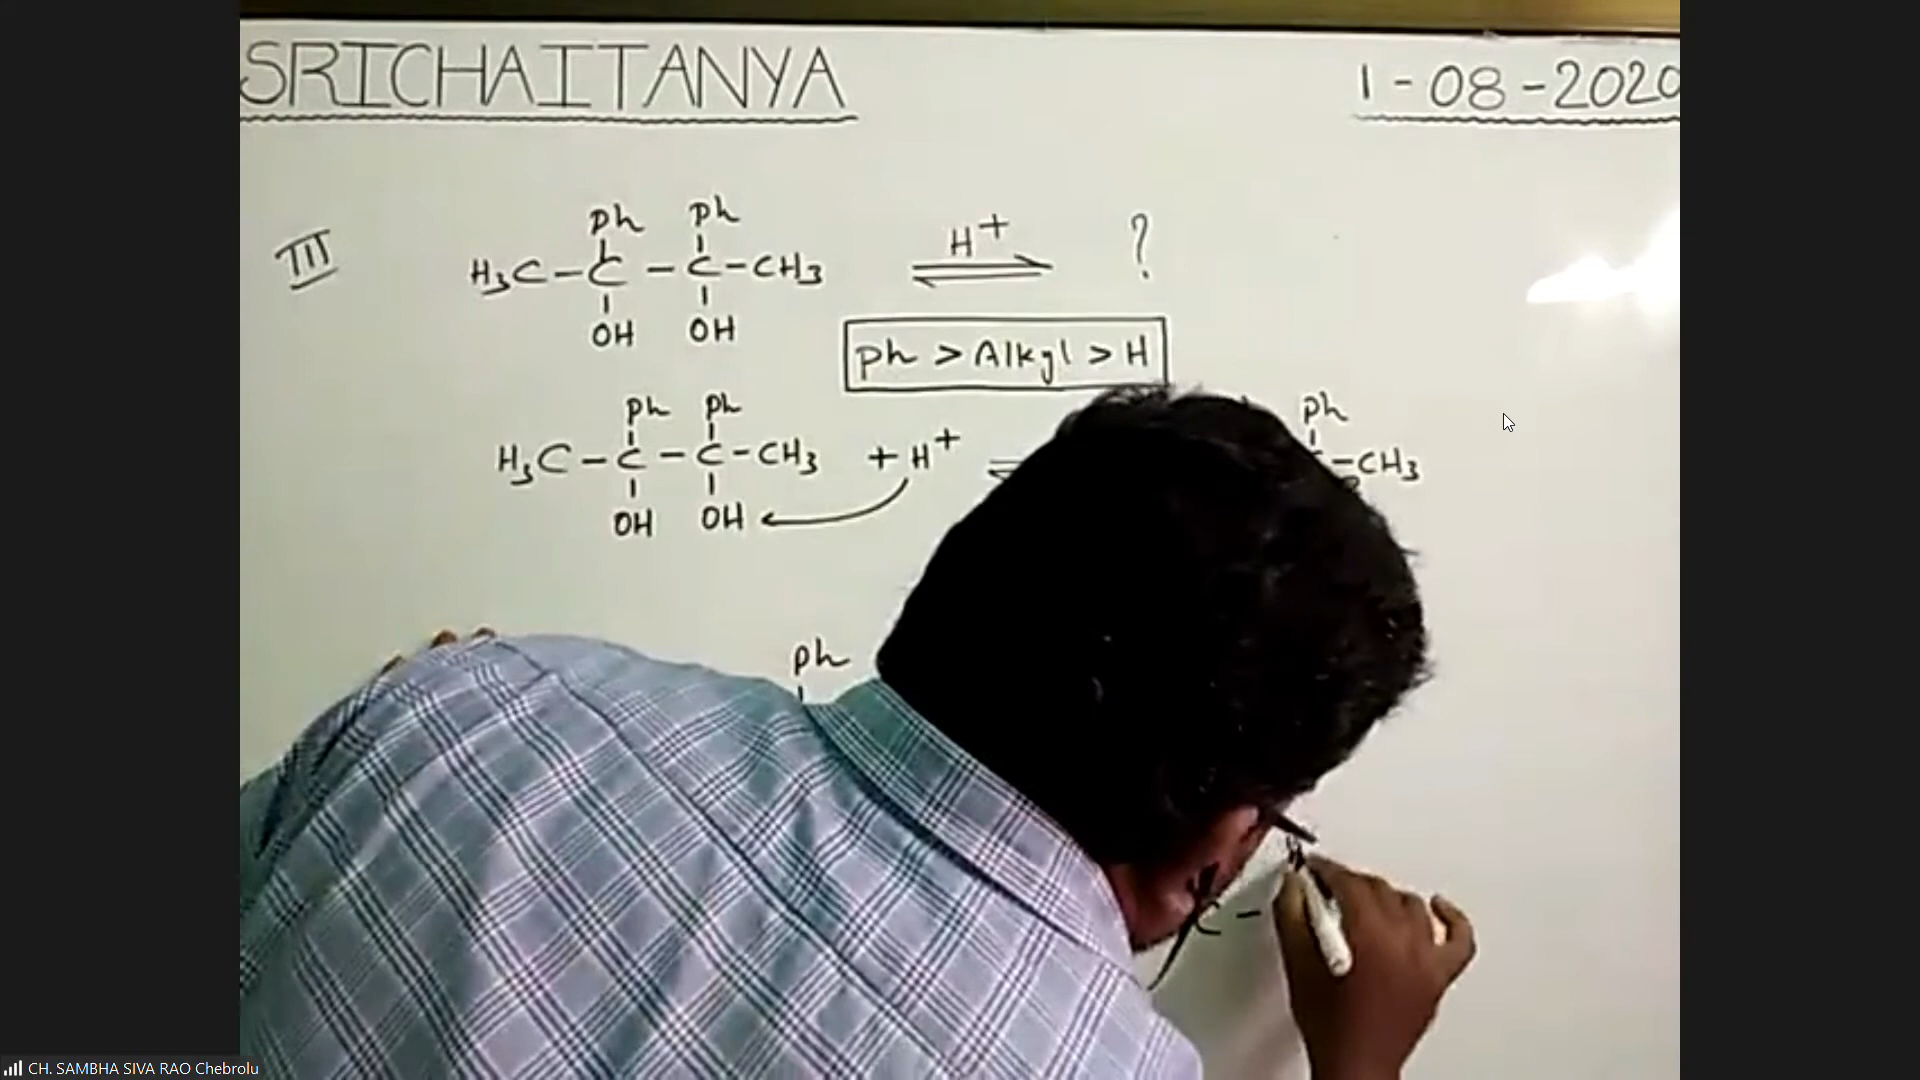 SRICHAITANYA
1-08-2020
III
Ph Ph
H3C-C-C-CH3 H+ ?
OH OH
Ph > Alkyl > H
Ph Ph Ph
H3C-C-C-CH3 + H+ -CH3
OH OH
Ph
C -
CH. SAMBHA SIVA RAO Chebrolu